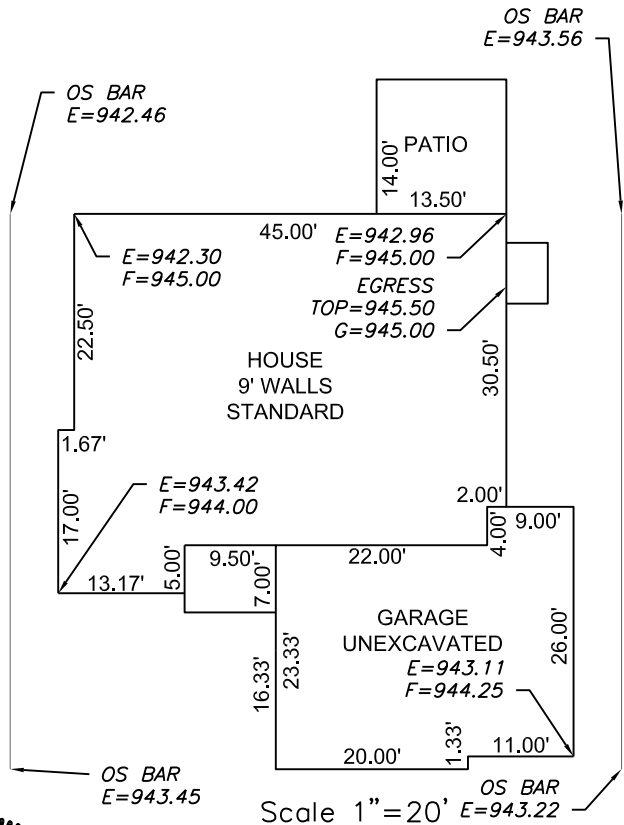 OS BAR
E=943.56
OS BAR
E=942.46
PATIO
14.00'
13.50'
45.00'
E=942.96
F=945.00
E=942.30
F=945.00
EGRESS
TOP=945.50
G=945.00
22.50'
30.50'
HOUSE
9' WALLS
STANDARD
1.67'
17.00'
E=943.42
F=944.00
2.00'
9.00'
4.00'
13.17'
5.00'
9.50'
7.00'
22.00'
GARAGE
UNEXCAVATED
E=943.11
F=944.25
26.00'
16.33'
23.33'
20.00'
1.33'
11.00'
OS BAR
E=943.45
OS BAR
E=943.22
Scale 1"=20'